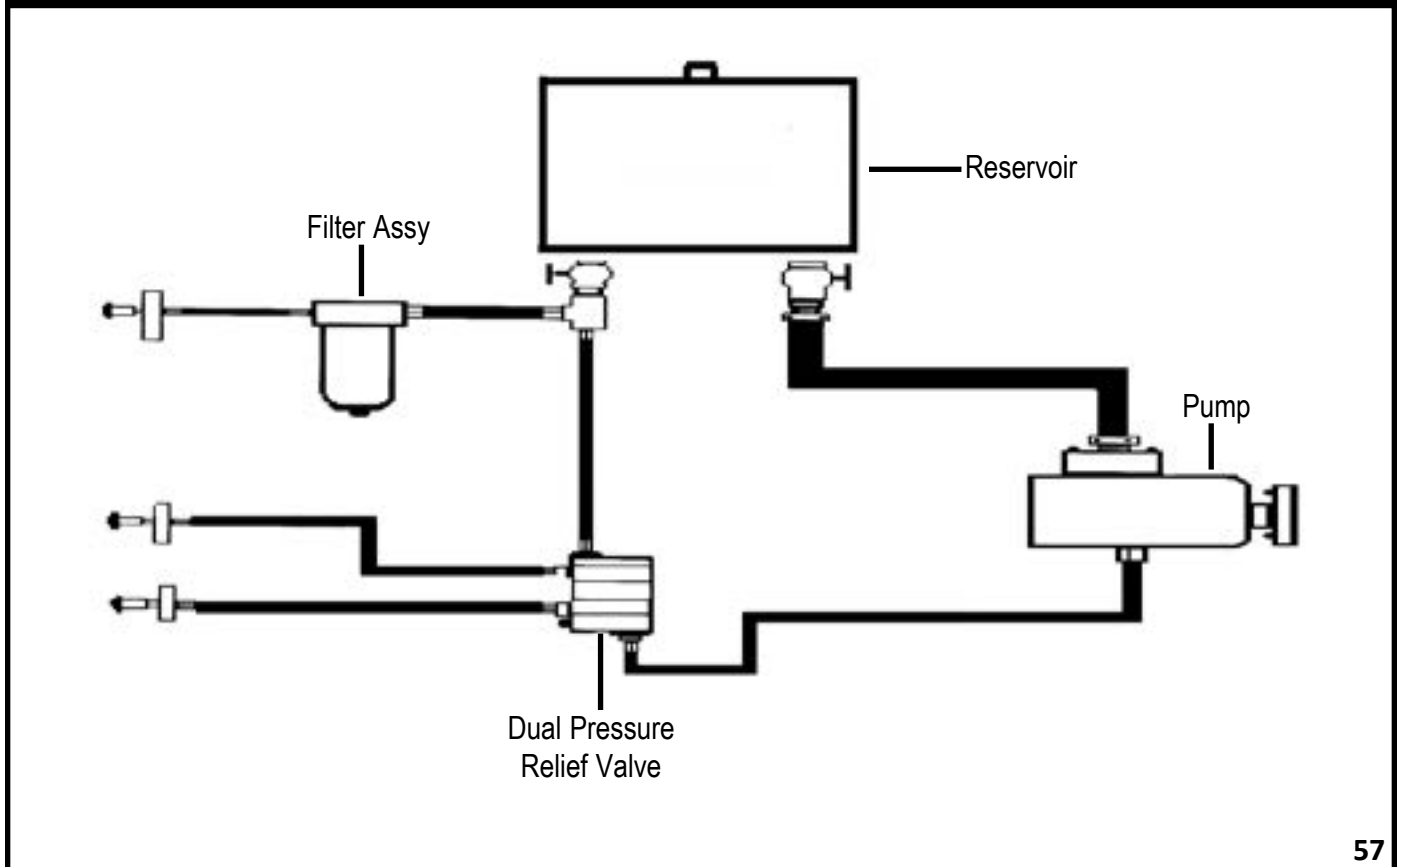 Reservoir
Filter Assy
Pump
Dual Pressure
Relief Valve
57